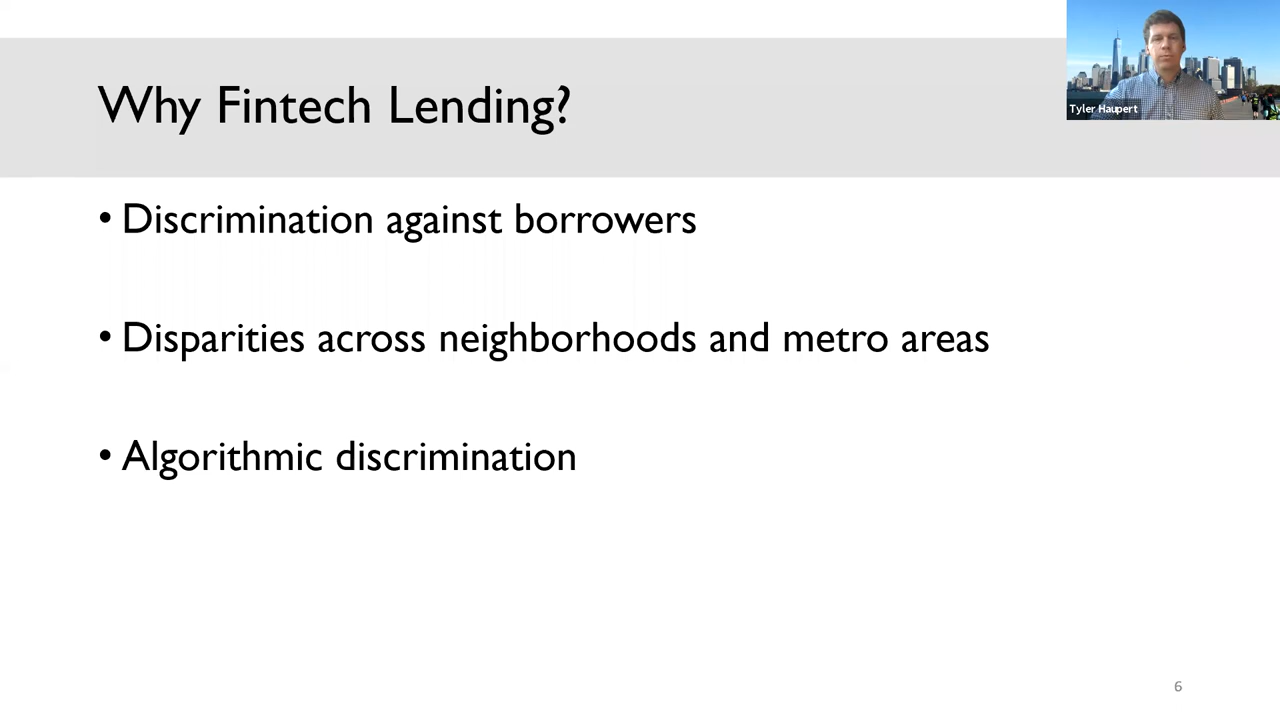 Why Fintech Lending?
Tyler Haupert
• Discrimination against borrowers
• Disparities across neighborhoods and metro areas
• Algorithmic discrimination
6